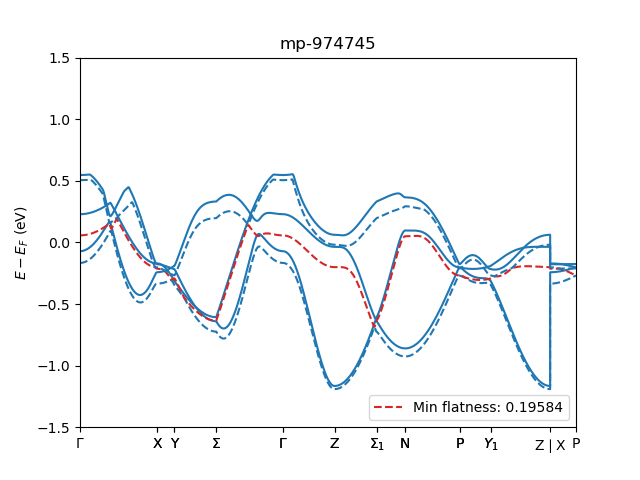 mp-974745
1.5
1.0
0.5
0.0
−0.5
−1.0
−1.5
E − E_F (eV)
Γ X Y Σ Γ Z Σ₁ N P Y₁ Z | X P
Min flatness: 0.19584